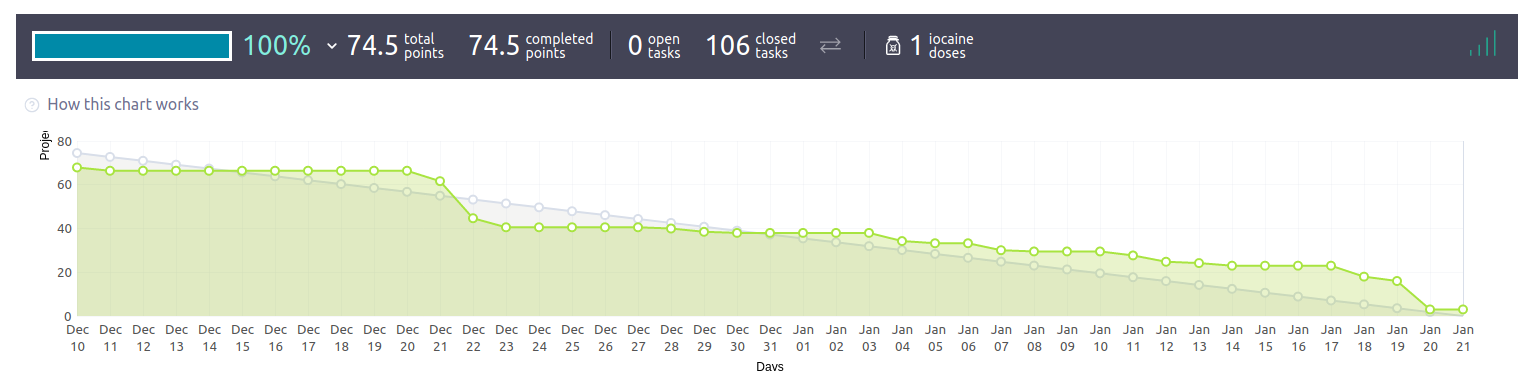 100% 74.5 total points 74.5 completed points 0 open tasks 106 closed tasks 1 iocaine doses
How this chart works
Proje
80
60
40
20
0
Dec Dec Dec Dec Dec Dec Dec Dec Dec Dec Dec Dec Dec Dec Dec Dec Dec Dec Dec Dec Dec Dec Jan Jan Jan Jan Jan Jan Jan Jan Jan Jan Jan Jan Jan Jan Jan Jan Jan Jan Jan Jan Jan
10 11 12 13 14 15 16 17 18 19 20 21 22 23 24 25 26 27 28 29 30 31 01 02 03 04 05 06 07 08 09 10 11 12 13 14 15 16 17 18 19 20 21
Days